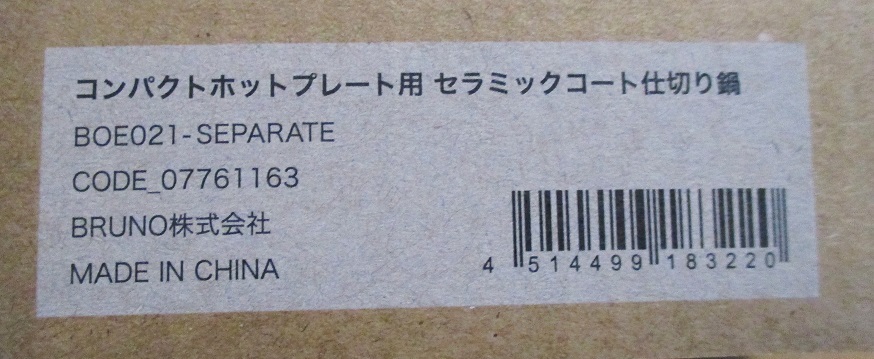 コンパクトホットプレート用 セラミックコート仕切り鍋
BOE021-SEPARATE
CODE_07761163
BRUNO株式会社
MADE IN CHINA
4 514499 183220